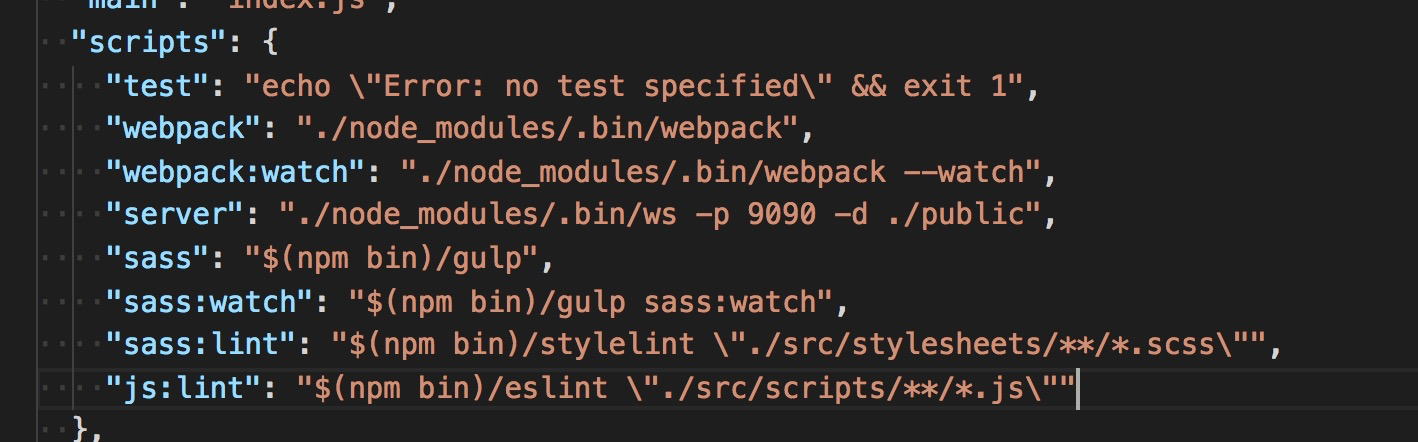 "main": "index.js",
"scripts": {
"test": "echo \"Error: no test specified\" && exit 1",
"webpack": "./node_modules/.bin/webpack",
"webpack:watch": "./node_modules/.bin/webpack --watch",
"server": "./node_modules/.bin/ws -p 9090 -d ./public",
"sass": "$(npm bin)/gulp",
"sass:watch": "$(npm bin)/gulp sass:watch",
"sass:lint": "$(npm bin)/stylelint \"./src/stylesheets/**/*.scss\"",
"js:lint": "$(npm bin)/eslint \"./src/scripts/**/*.js\""
},